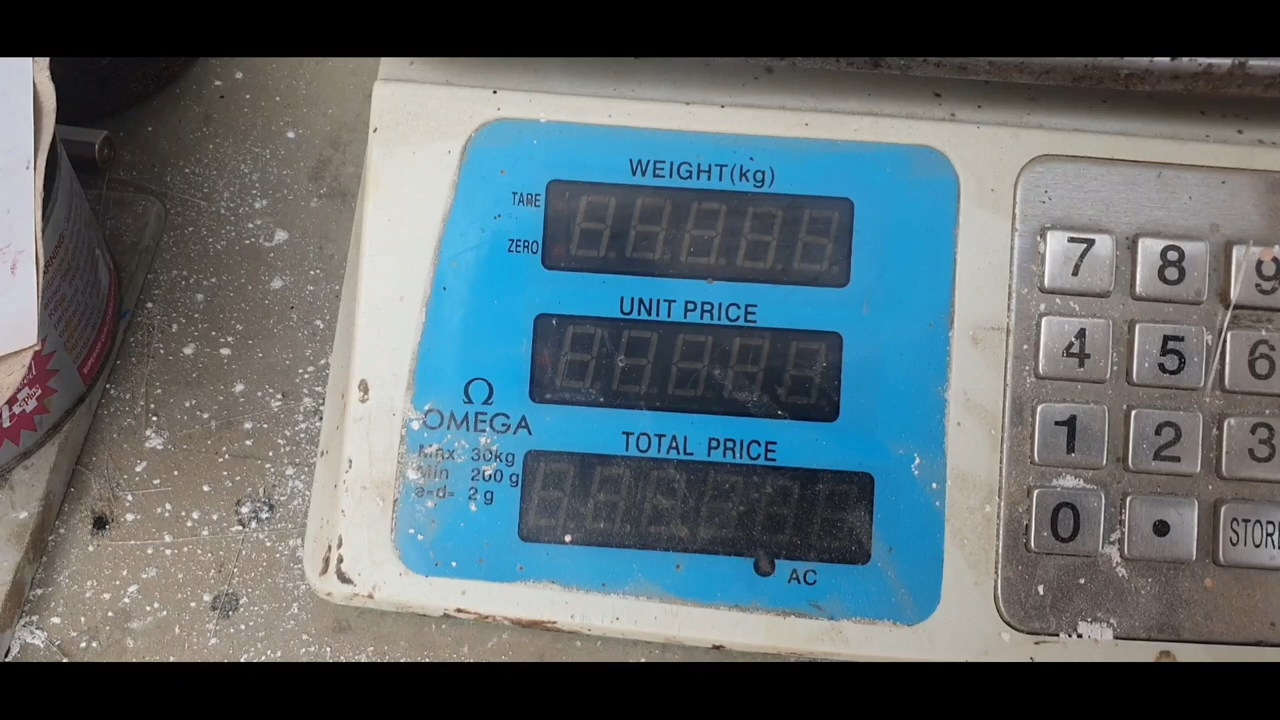 WEIGHT(kg)
TARE
ZERO
UNIT PRICE
Ω
OMEGA
Max 30kg
Min 200 g
e=d= 2 g
TOTAL PRICE
AC
7 8 9
4 5 6
1 2 3
0 •